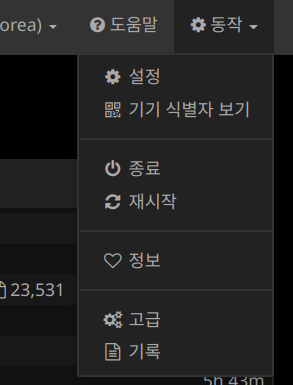 orea)
도움말
동작
설정
기기 식별자 보기
종료
재시작
정보
23,531
고급
기록
5h 43m